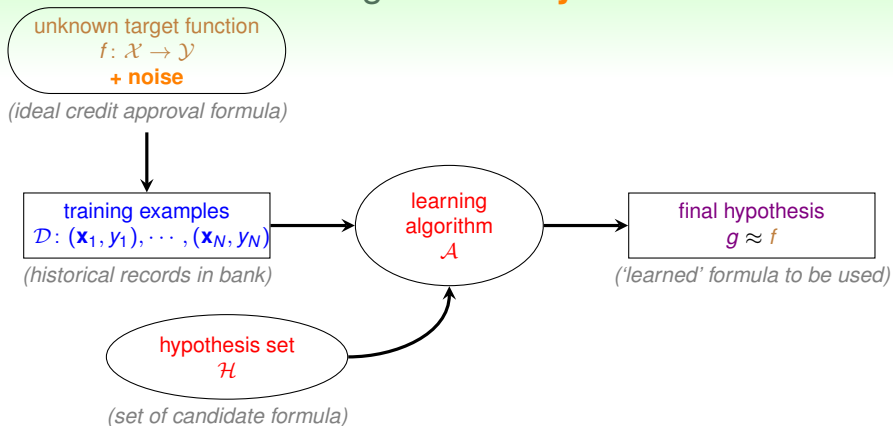 unknown target function
f: 𝒳 → 𝒴
+ noise
(ideal credit approval formula)
training examples
𝒟: (x₁, y₁), ⋯ , (x_N, y_N)
(historical records in bank)
learning
algorithm
𝒜
final hypothesis
g ≈ f
('learned' formula to be used)
hypothesis set
ℋ
(set of candidate formula)